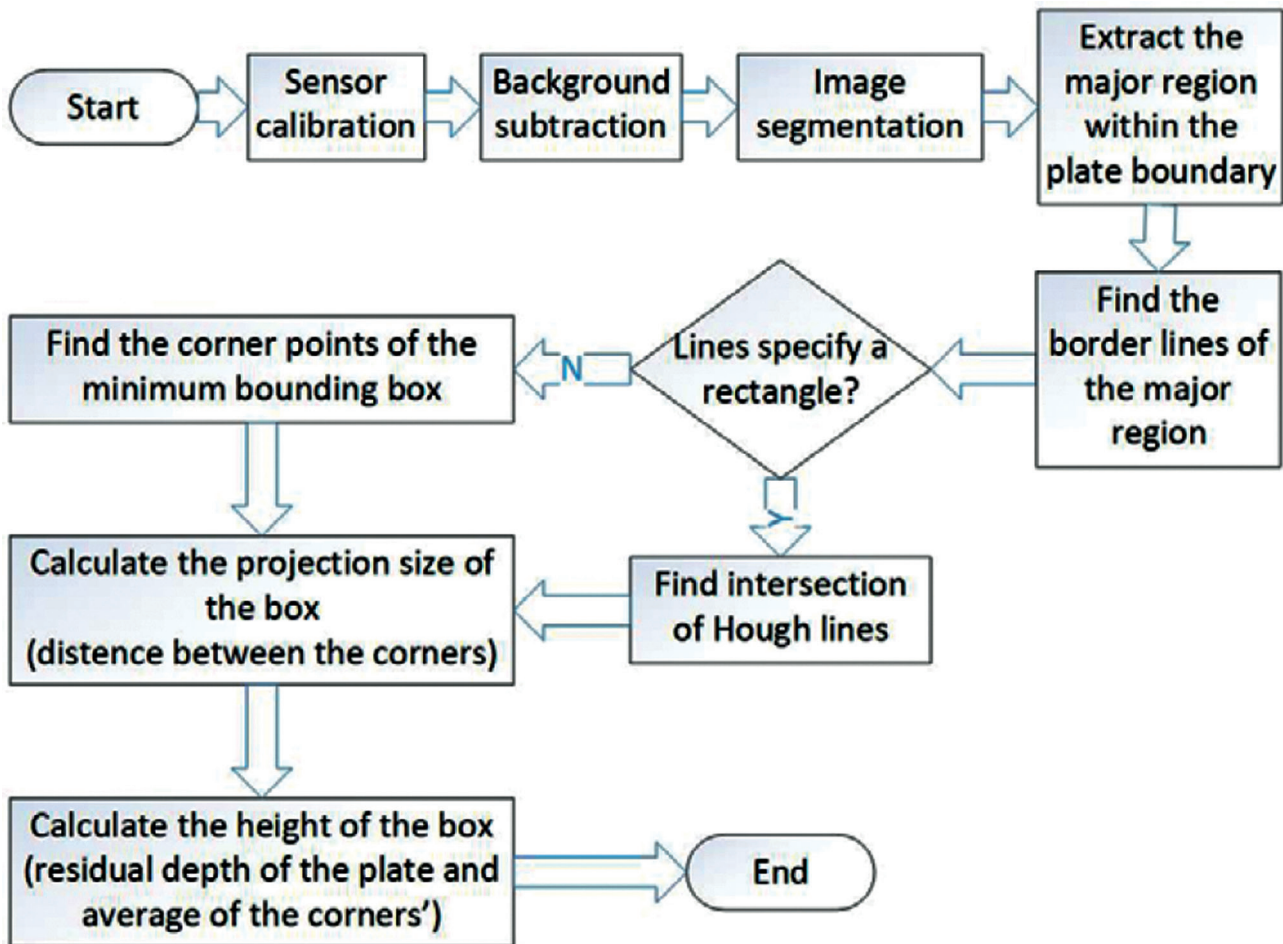 Start
Sensor
calibration
Background
subtraction
Image
segmentation
Extract the
major region
within the
plate boundary
Find the
border lines of
the major
region
Lines specify a
rectangle?
N
Find the corner points of the
minimum bounding box
Y
Find intersection
of Hough lines
Calculate the projection size of
the box
(distence between the corners)
Calculate the height of the box
(residual depth of the plate and
average of the corners’)
End